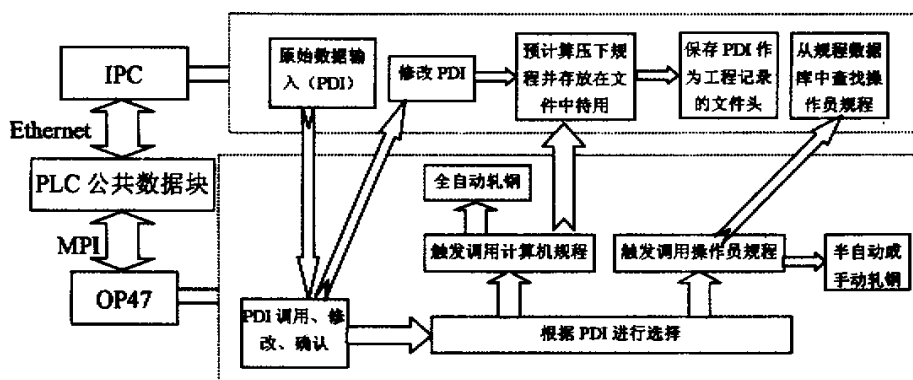 IPC
Ethernet
PLC 公共数据块
MPI
OP47
原始数据输
入（PDI）
修改 PDI
预计算压下规
程并存放在文
件中待用
保存 PDI 作
为工程记录
的文件头
从规程数据
库中查找操
作员规程
全自动轧钢
触发调用计算机规程
触发调用操作员规程
半自动或
手动轧钢
PDI 调用、修
改、确认
根据 PDI 进行选择